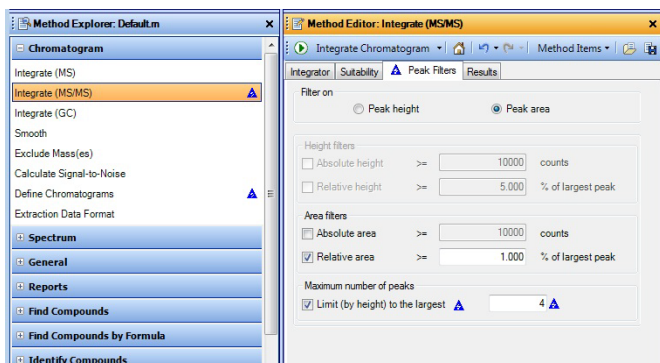 Method Explorer: Default.m
Chromatogram
Integrate (MS)
Integrate (MS/MS)
Integrate (GC)
Smooth
Exclude Mass(es)
Calculate Signal-to-Noise
Define Chromatograms
Extraction Data Format
Spectrum
General
Reports
Find Compounds
Find Compounds by Formula
Identify Compounds
Method Editor: Integrate (MS/MS)
Integrate Chromatogram Method Items
Integrator Suitability Peak Filters Results
Filter on
Peak height Peak area
Height filters
Absolute height >= 10000 counts
Relative height >= 5.000 % of largest peak
Area filters
Absolute area >= 10000 counts
Relative area >= 1.000 % of largest peak
Maximum number of peaks
Limit (by height) to the largest 4